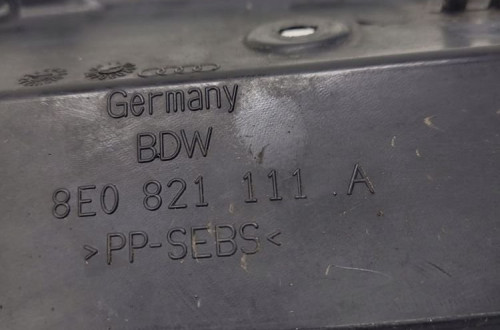 Germany
BDW
8E0 821 111 .A
>PP-SEBS<